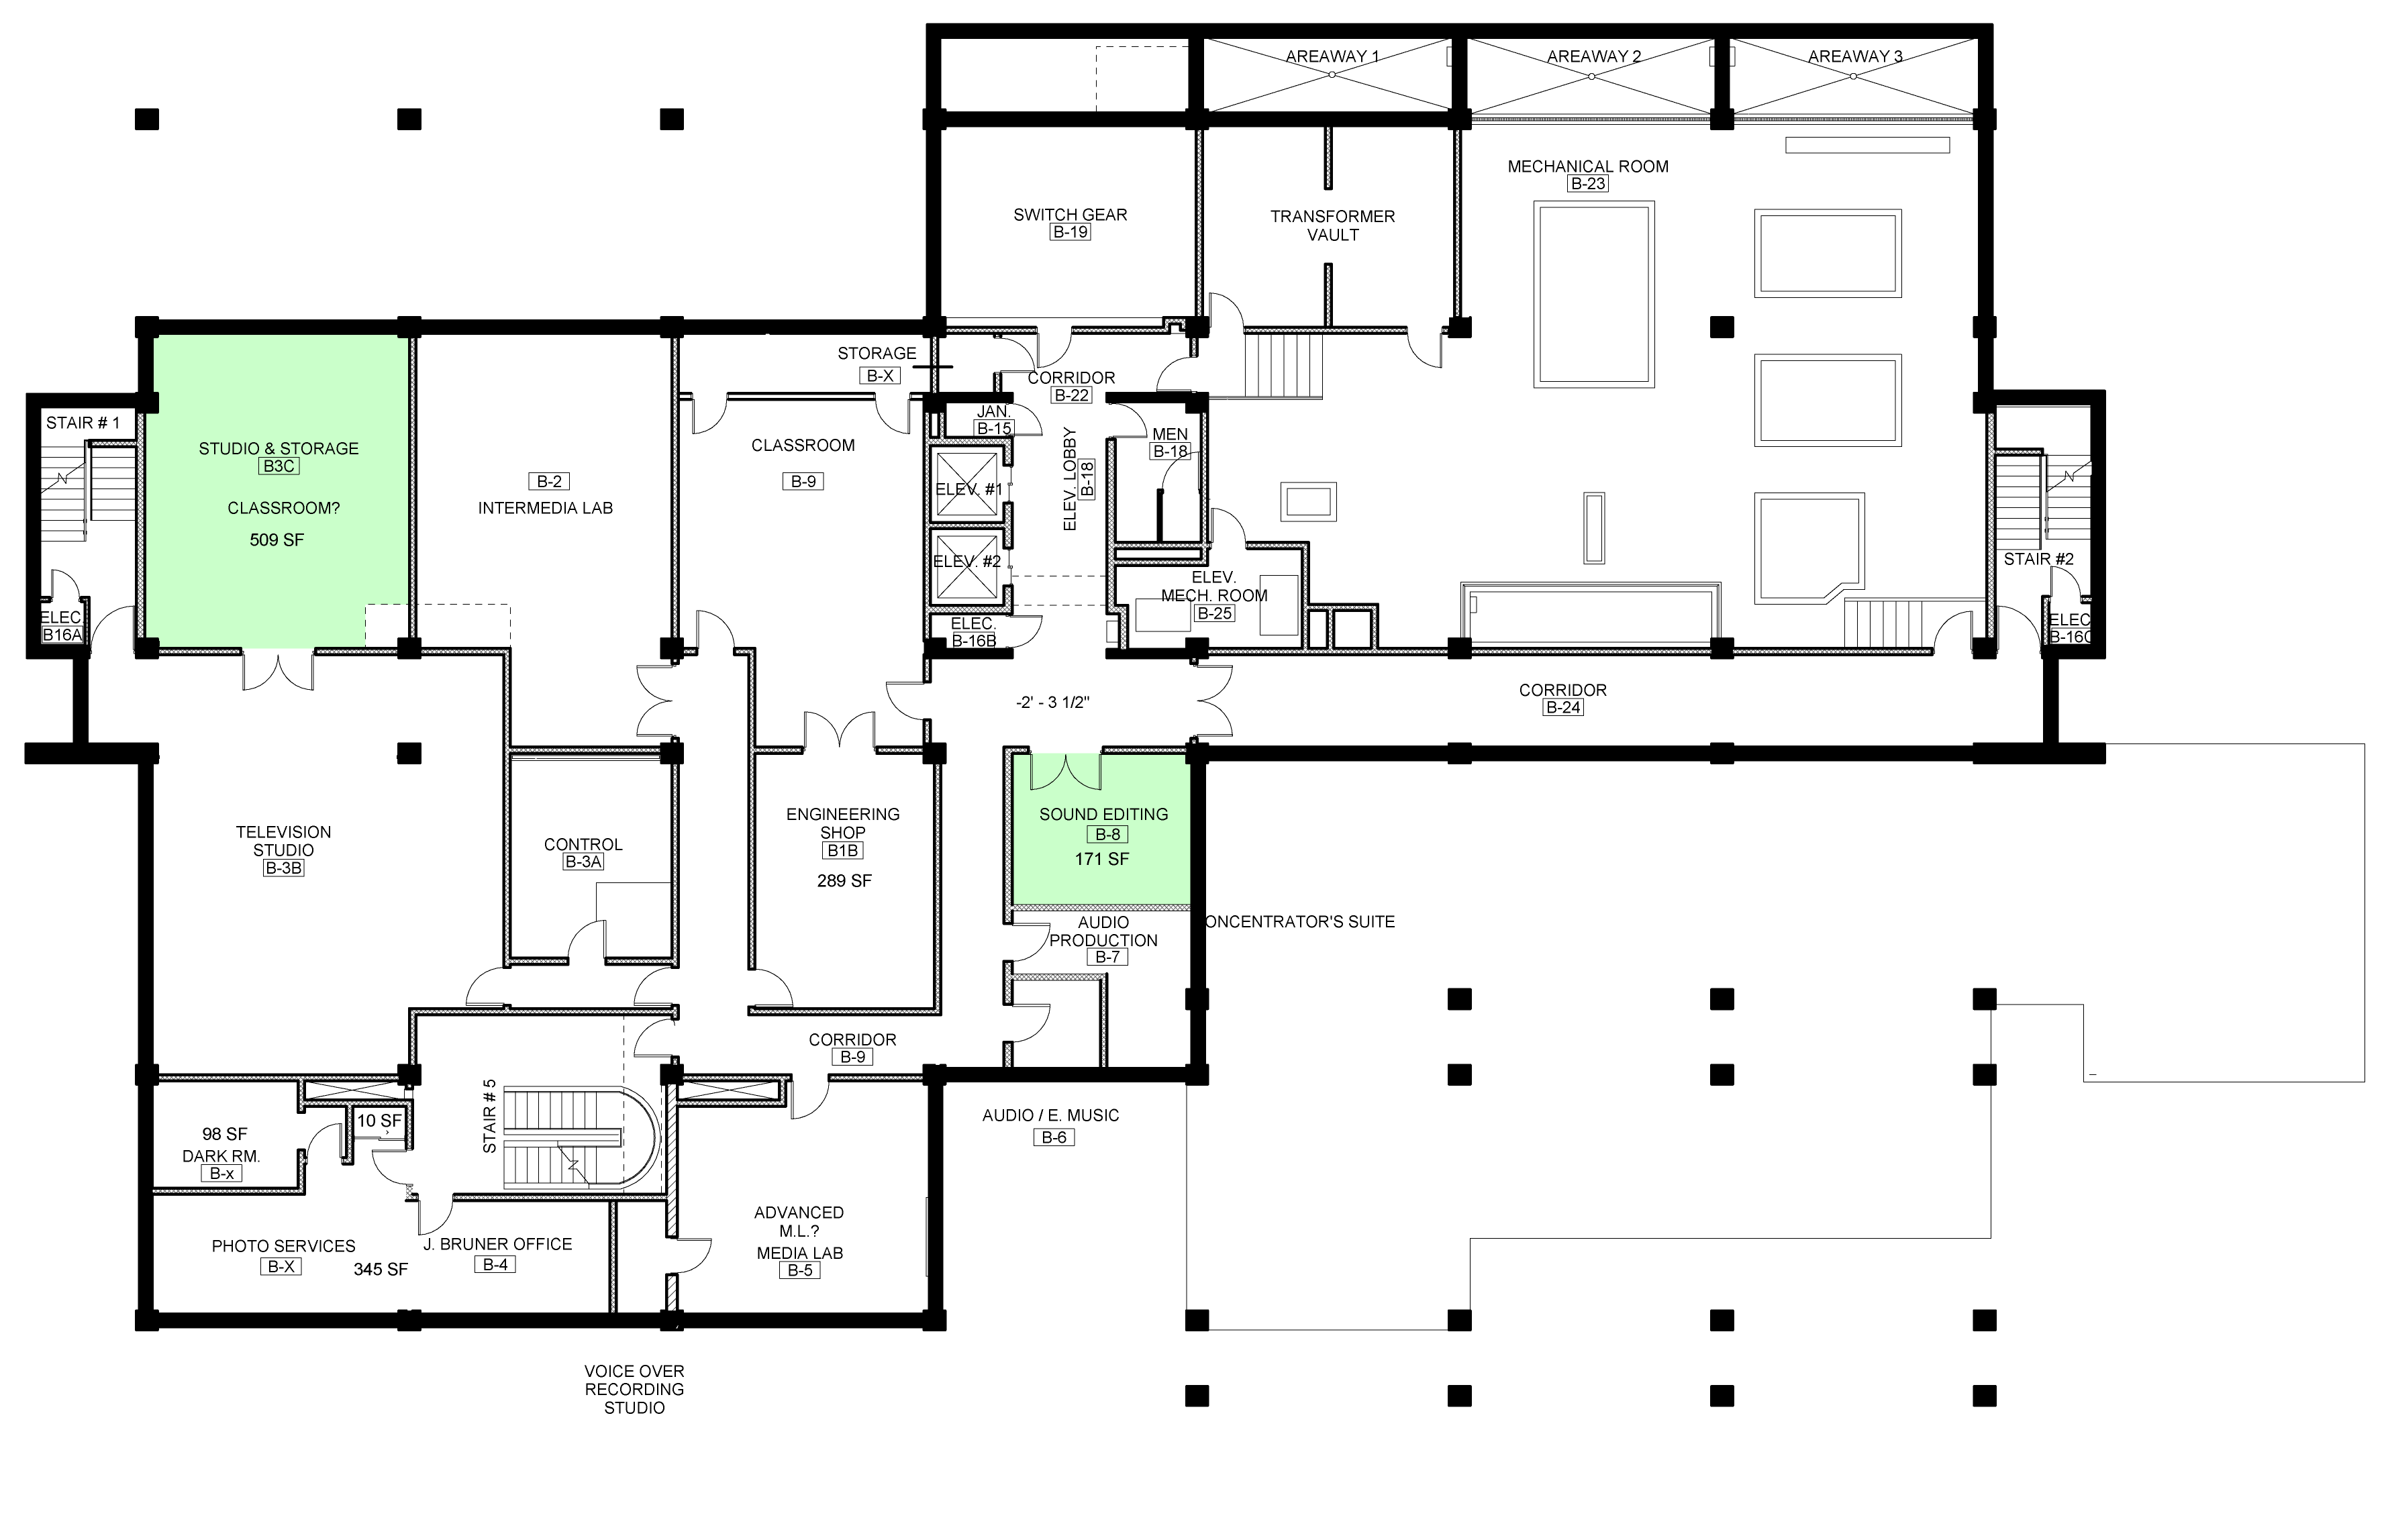 AREAWAY 1
AREAWAY 2
AREAWAY 3
MECHANICAL ROOM
B-23
SWITCH GEAR
B-19
TRANSFORMER
VAULT
STORAGE
B-X
CORRIDOR
B-22
STAIR # 1
JAN.
B-15
MEN
B-18
STUDIO & STORAGE
B3C
CLASSROOM?
509 SF
B-2
INTERMEDIA LAB
CLASSROOM
B-9
ELEV. #1
ELEV. LOBBY
B-18
ELEV. #2
STAIR #2
ELEV.
MECH. ROOM
B-25
ELEC.
B16A
ELEC.
B-16B
ELEC
B-16C
-2' - 3 1/2"
CORRIDOR
B-24
TELEVISION
STUDIO
B-3B
CONTROL
B-3A
ENGINEERING
SHOP
B1B
289 SF
SOUND EDITING
B-8
171 SF
AUDIO
PRODUCTION
B-7
ONCENTRATOR'S SUITE
CORRIDOR
B-9
STAIR # 5
AUDIO / E. MUSIC
B-6
10 SF
98 SF
DARK RM.
B-x
PHOTO SERVICES
B-X
345 SF
J. BRUNER OFFICE
B-4
ADVANCED
M.L.?
MEDIA LAB
B-5
VOICE OVER
RECORDING
STUDIO